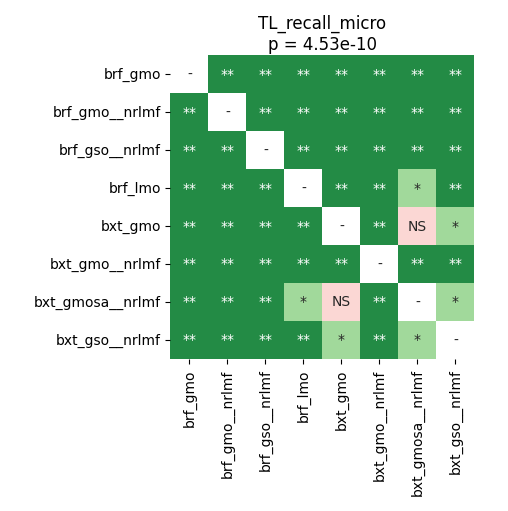 TL_recall_micro
p = 4.53e-10
brf_gmo - ** ** ** ** ** ** **
brf_gmo__nrlmf ** - ** ** ** ** ** **
brf_gso__nrlmf ** ** - ** ** ** ** **
brf_lmo ** ** ** - ** ** * **
bxt_gmo ** ** ** ** - ** NS *
bxt_gmo__nrlmf ** ** ** ** ** - ** **
bxt_gmosa__nrlmf ** ** ** * NS ** - *
bxt_gso__nrlmf ** ** ** ** * ** * -
brf_gmo
brf_gmo__nrlmf
brf_gso__nrlmf
brf_lmo
bxt_gmo
bxt_gmo__nrlmf
bxt_gmosa__nrlmf
bxt_gso__nrlmf